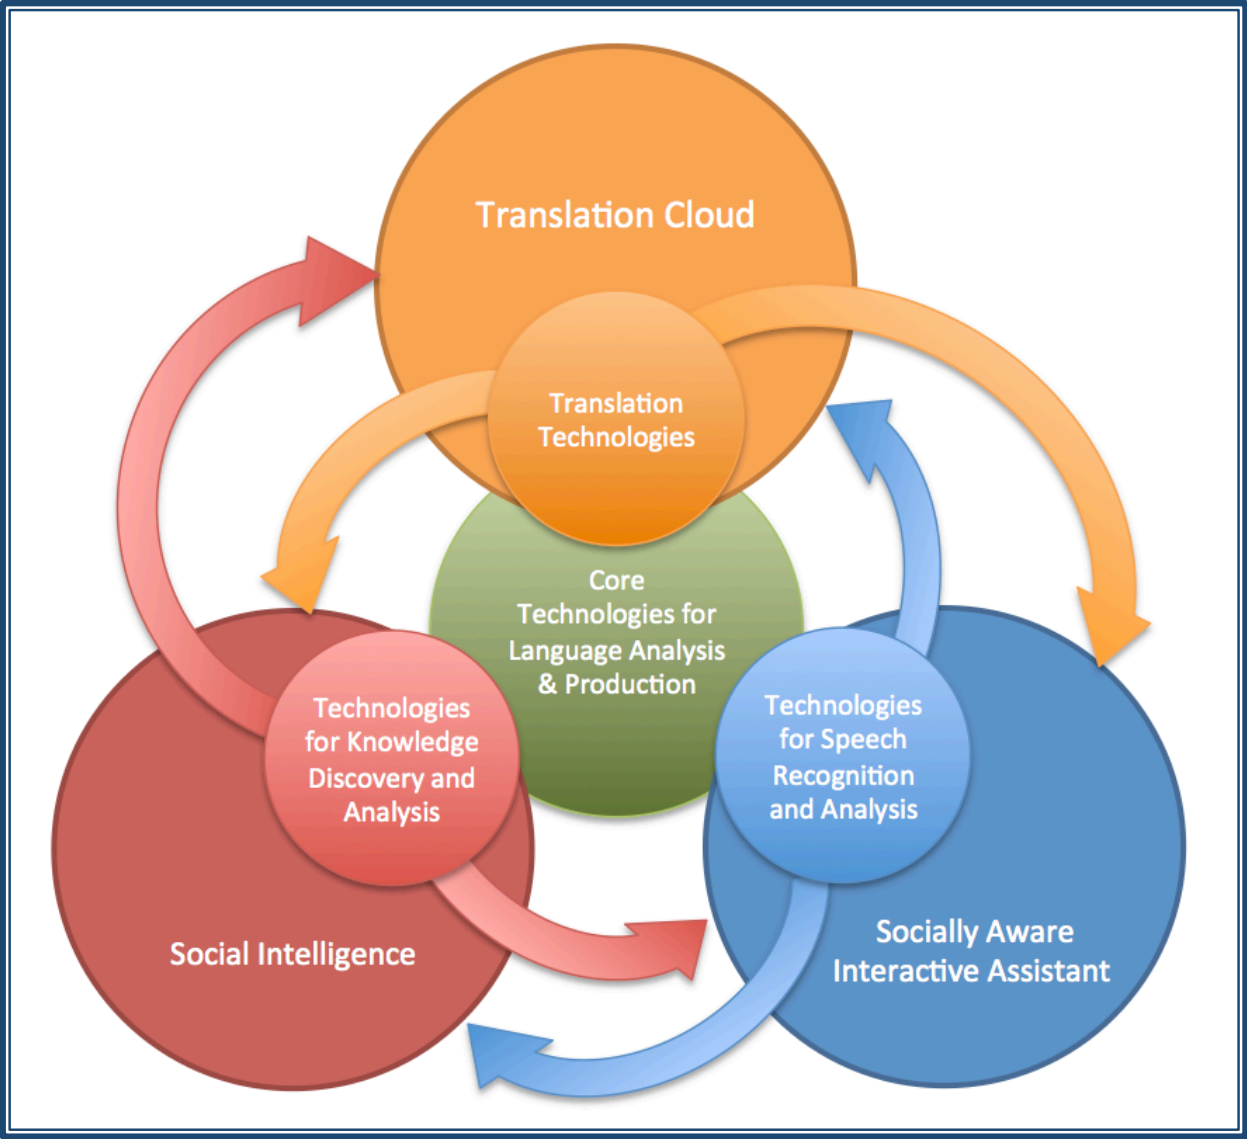 Translation Cloud
Translation
Technologies
Core
Technologies for
Language Analysis
& Production
Technologies
for Knowledge
Discovery and
Analysis
Technologies
for Speech
Recognition
and Analysis
Social Intelligence
Socially Aware
Interactive Assistant